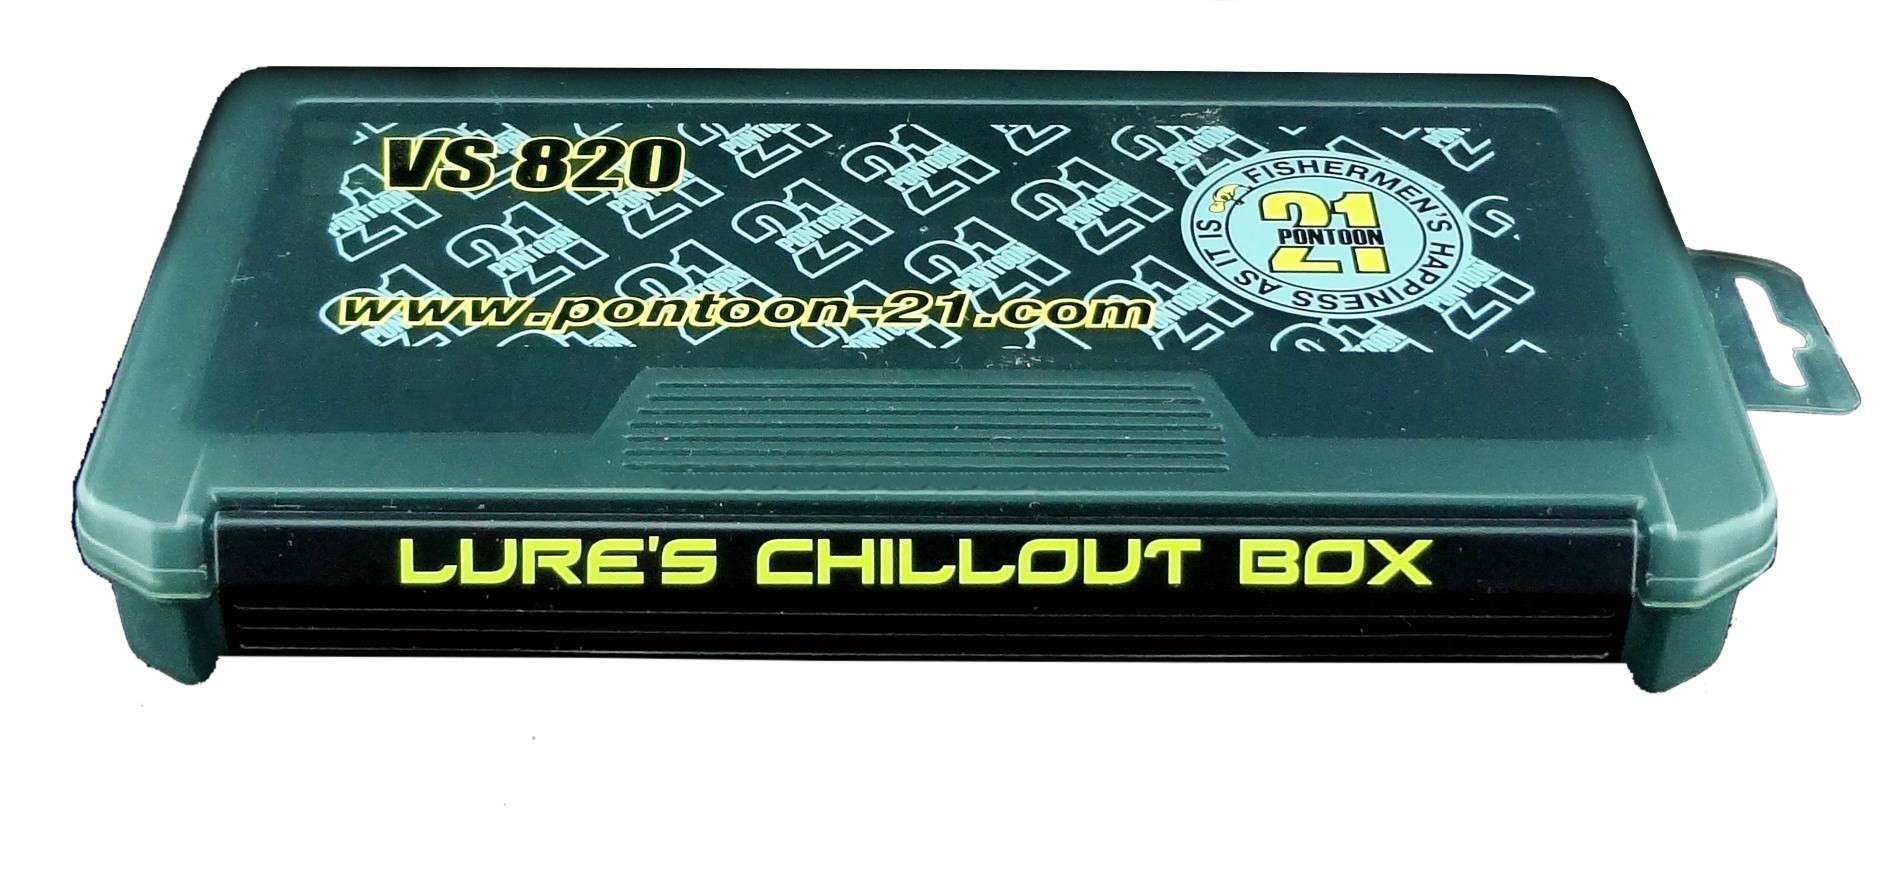 VS 820
FISHERMEN'S HAPPINESS AS IT IS
21
PONTOON
www.pontoon-21.com
LURE'S CHILLOUT BOX